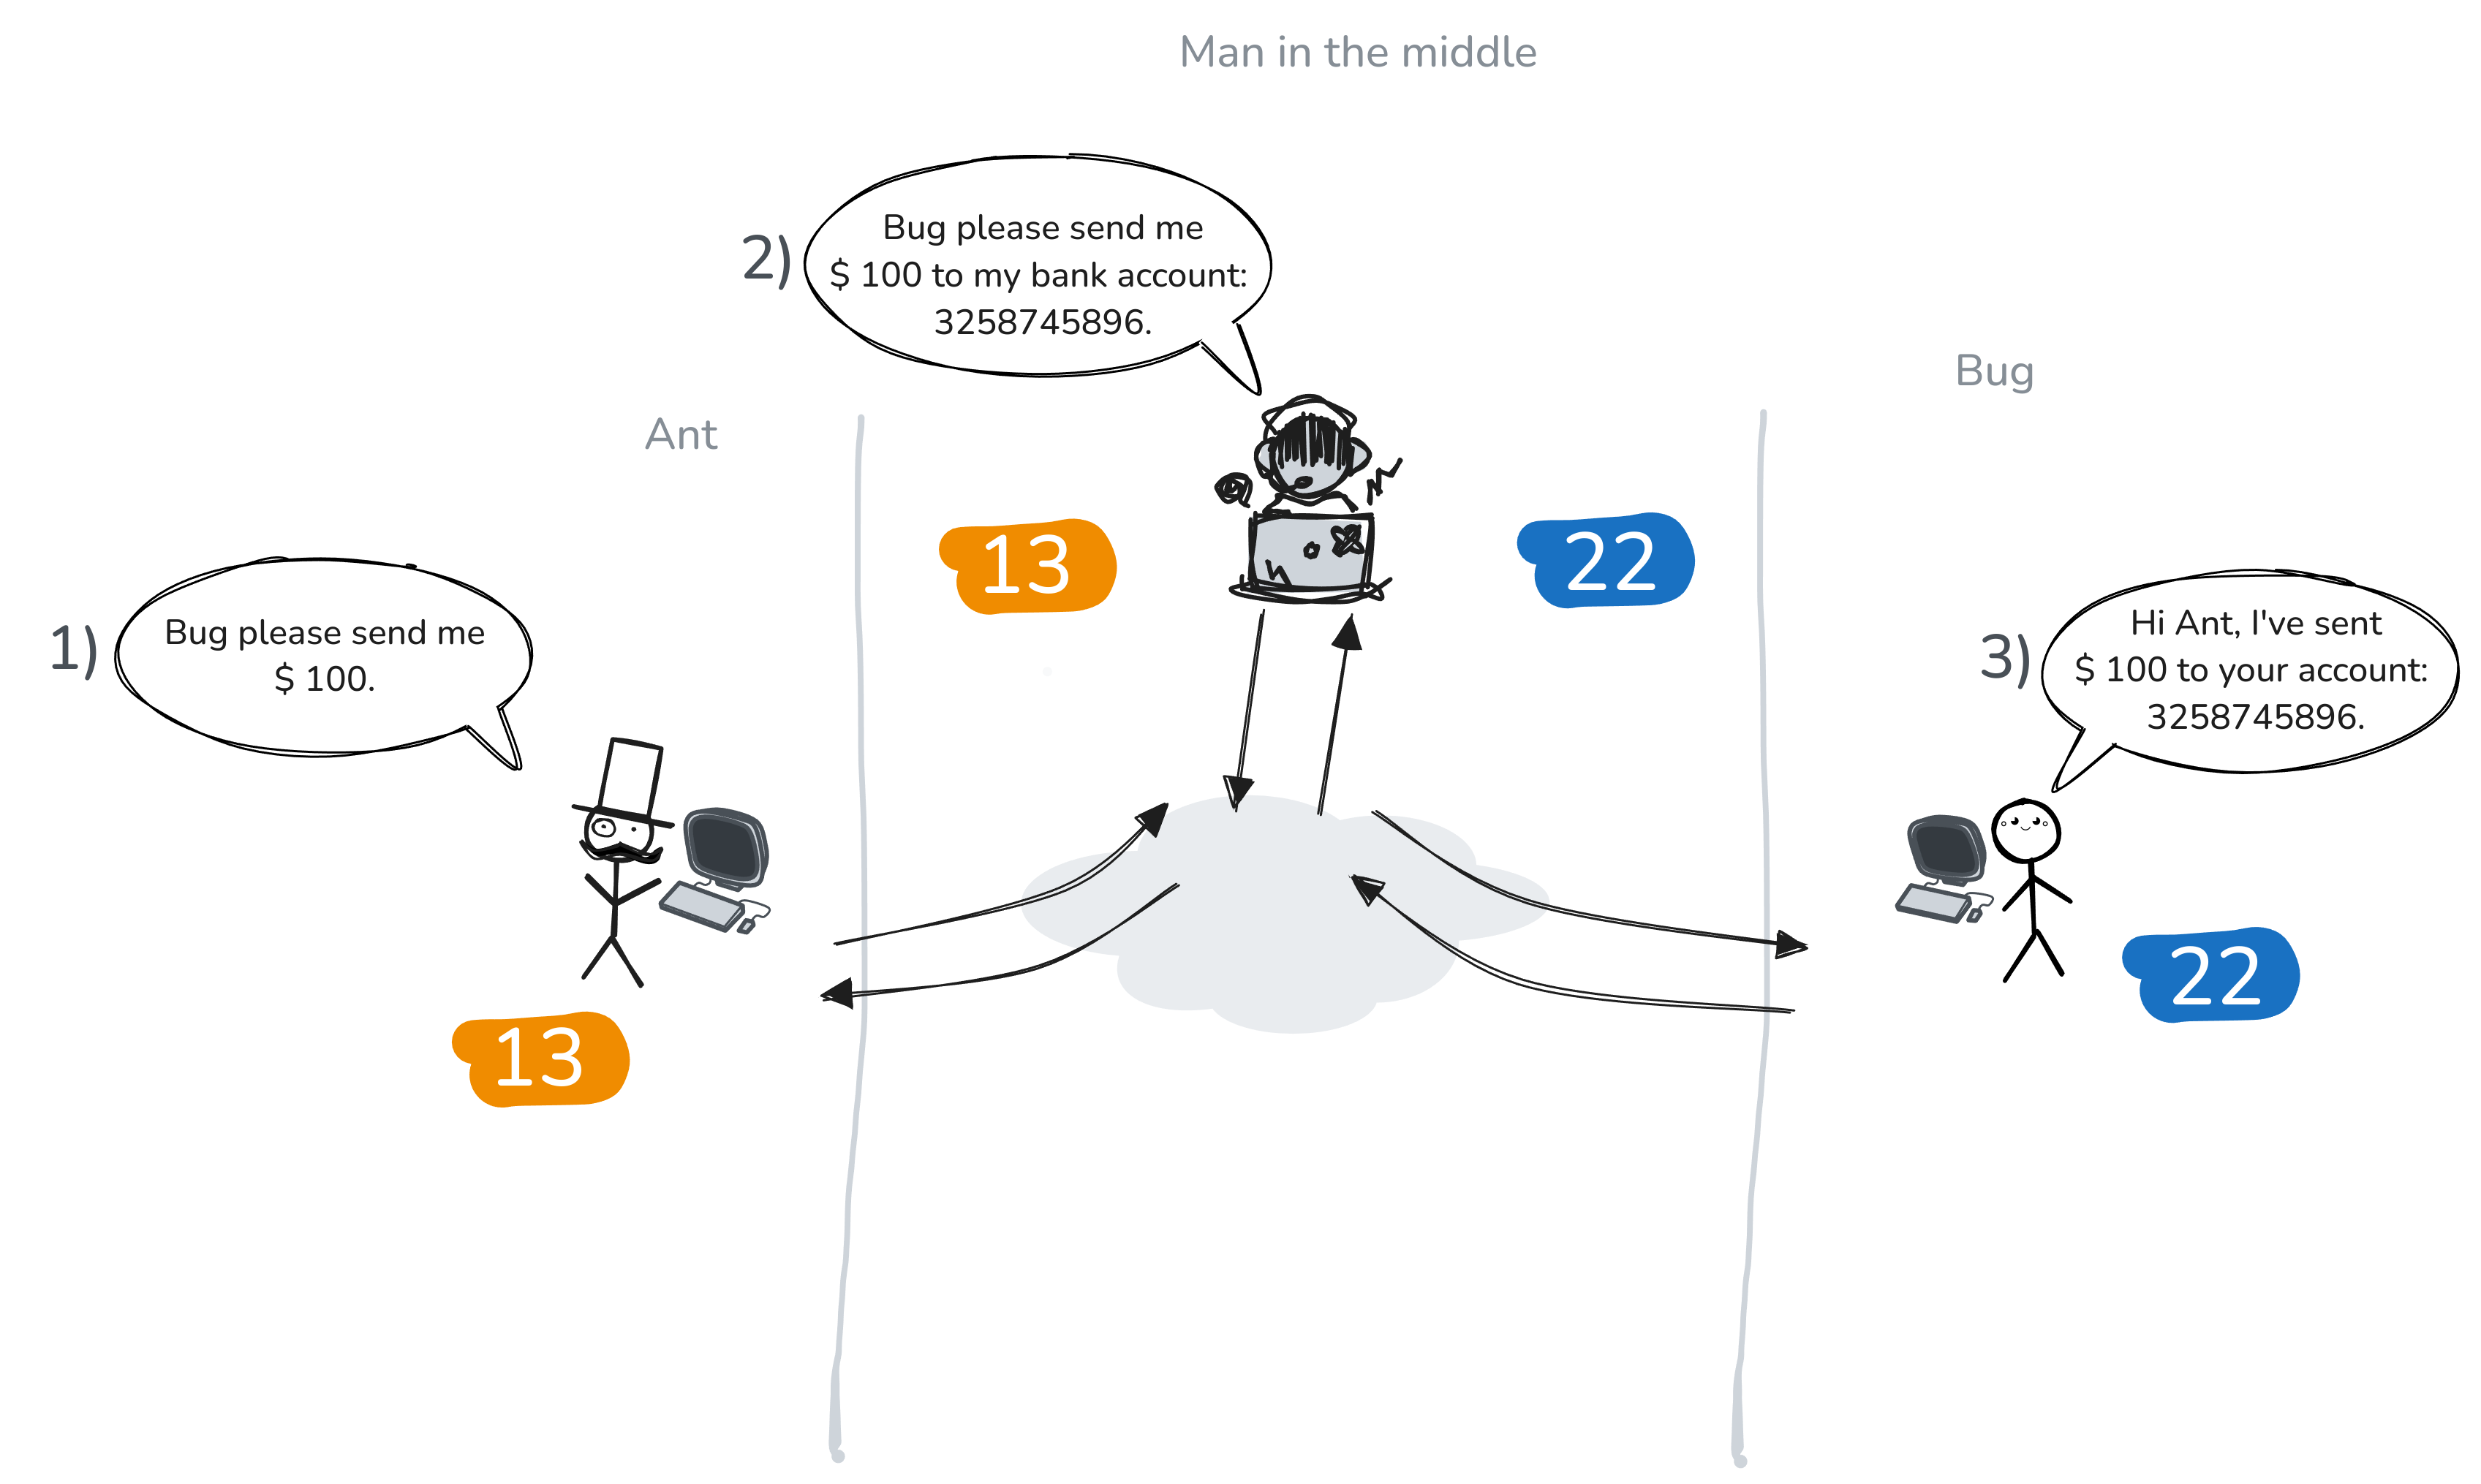 Man in the middle
2)
Bug please send me
$ 100 to my bank account:
3258745896.
Ant
Bug
13
22
1)
Bug please send me
$ 100.
3)
Hi Ant, I've sent
$ 100 to your account:
3258745896.
13
22